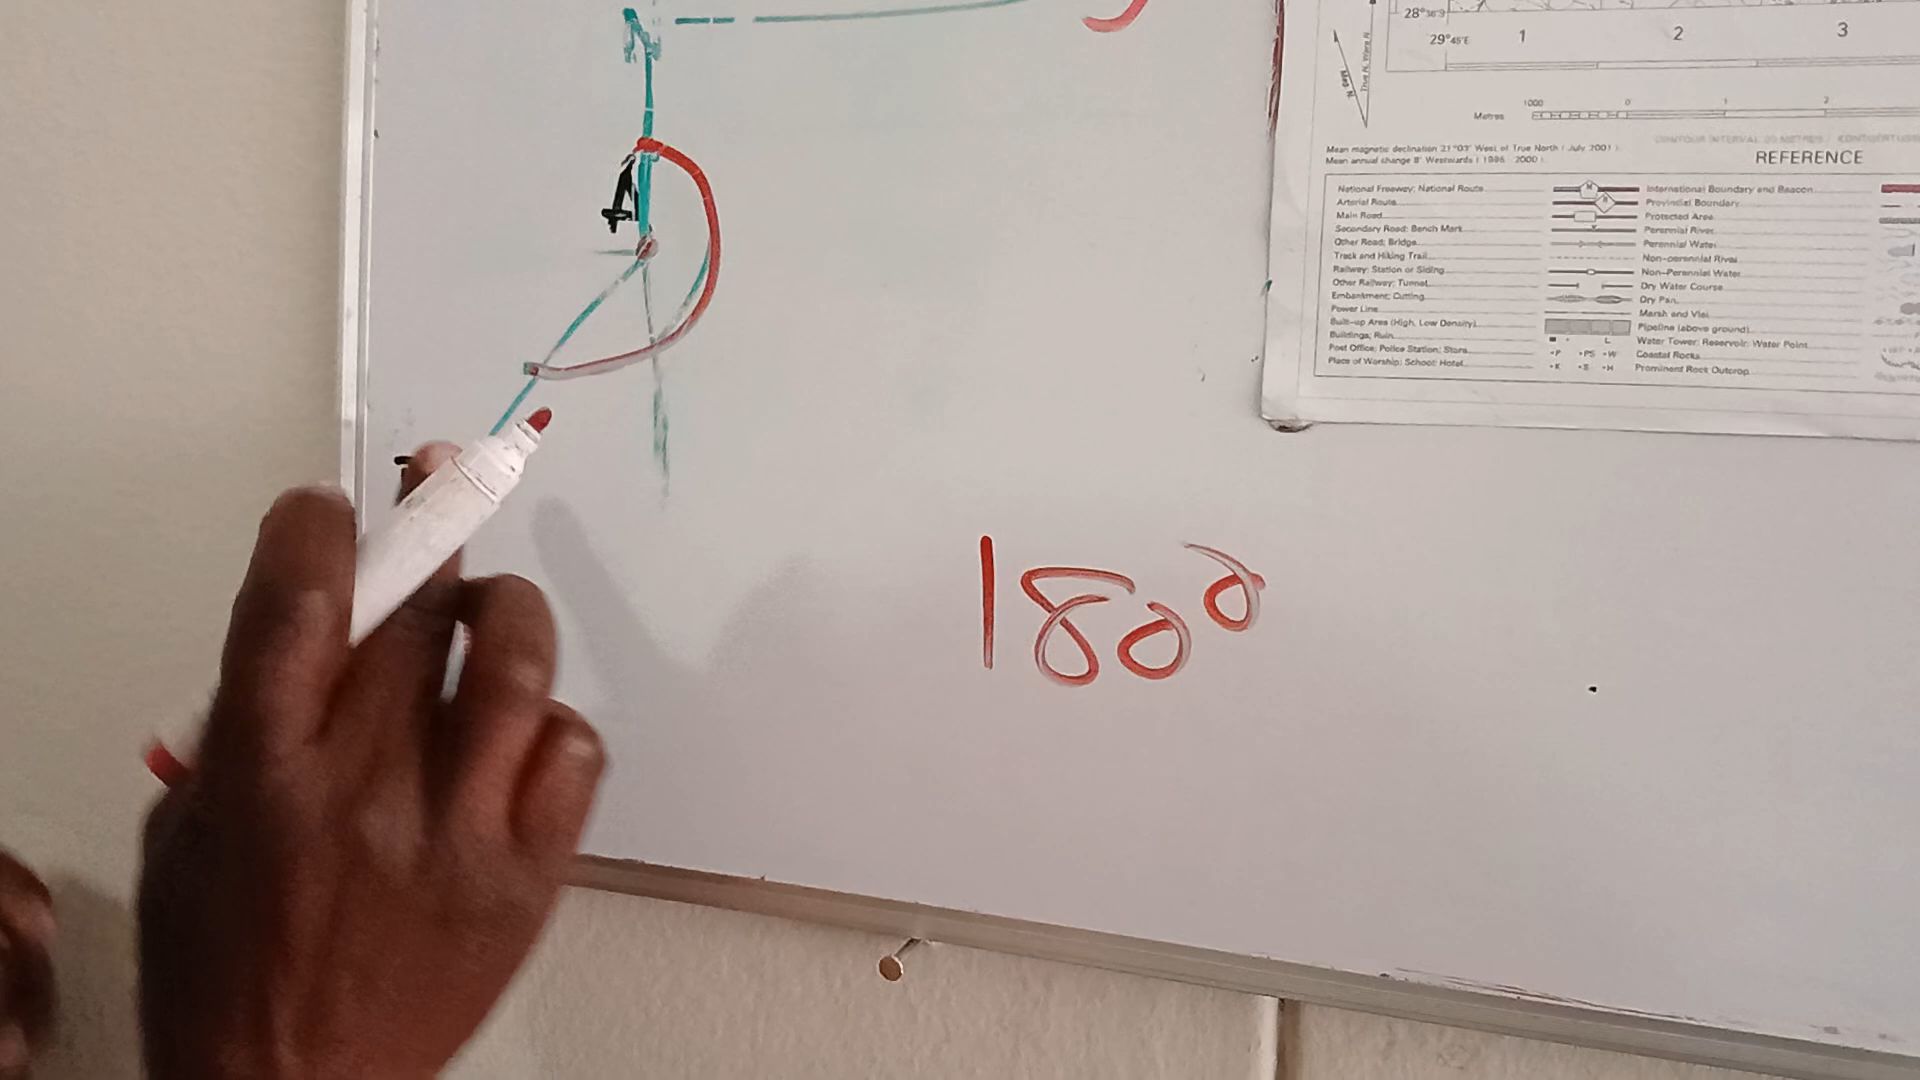 N
A
180°
28°
29°45'E
1
2
3
Mag N.
True N.
Metres
1000
0
1
2
Mean magnetic declination 21°03' West of True North ( July 2001 )
Mean annual change 8' Westwards ( 1986 - 2000 )
REFERENCE
National Freeway; National Route
Arterial Route
Main Road
Secondary Road; Bench Mark
Other Road; Bridge
Track and Hiking Trail
Railway; Station or Siding
Other Railway; Tunnel
Embankment; Cutting
Power Line
Built-up Area (High, Low Density)
Buildings; Ruin
Post Office; Police Station; Store
Place of Worship; School; Hotel
N
R
L
•P •PS •W
•K •S •H
International Boundary and Beacon
Provincial Boundary
Protected Area
Perennial River
Perennial Water
Non-perennial River
Non-Perennial Water
Dry Water Course
Dry Pan
Marsh and Vlei
Pipeline (above ground)
Water Tower; Reservoir; Water Point
Coastal Rocks
Prominent Rock Outcrop